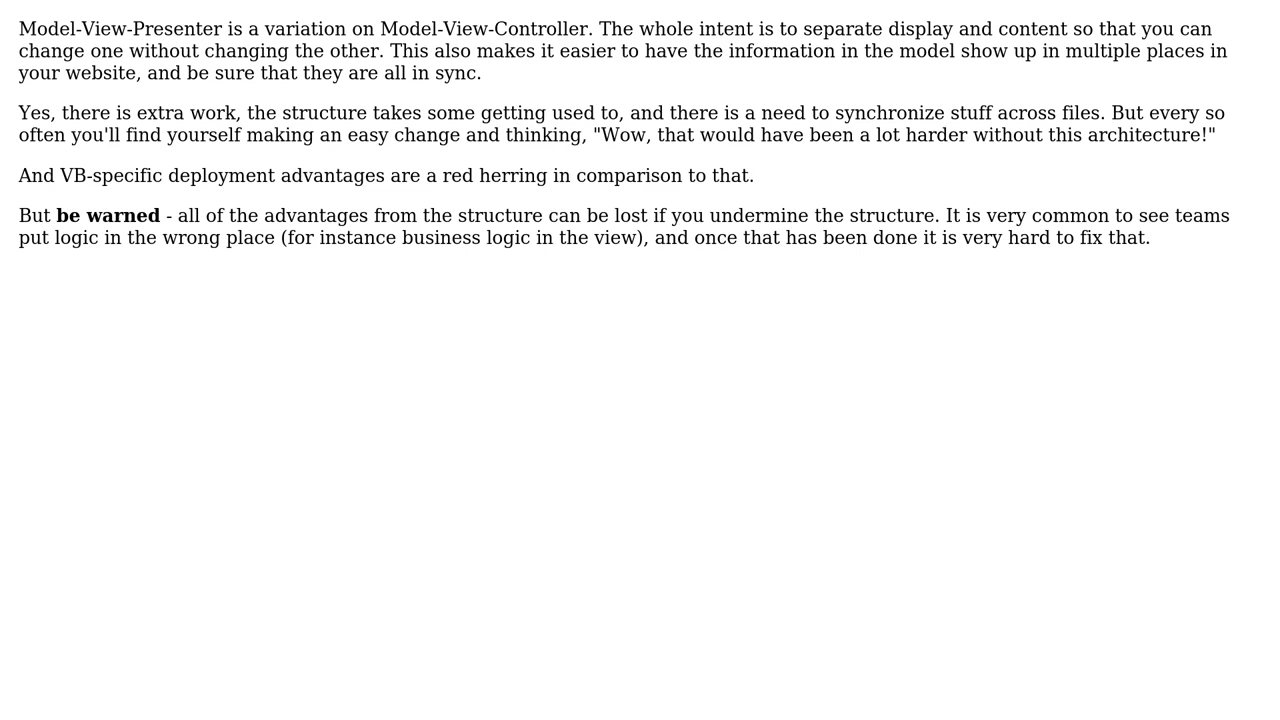 Model-View-Presenter is a variation on Model-View-Controller. The whole intent is to separate display and content so that you can
change one without changing the other. This also makes it easier to have the information in the model show up in multiple places in
your website, and be sure that they are all in sync.
Yes, there is extra work, the structure takes some getting used to, and there is a need to synchronize stuff across files. But every so
often you'll find yourself making an easy change and thinking, "Wow, that would have been a lot harder without this architecture!"
And VB-specific deployment advantages are a red herring in comparison to that.
But be warned - all of the advantages from the structure can be lost if you undermine the structure. It is very common to see teams
put logic in the wrong place (for instance business logic in the view), and once that has been done it is very hard to fix that.